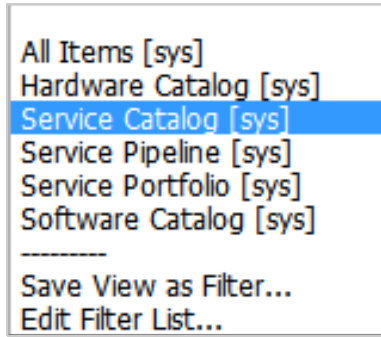 All Items [sys]
Hardware Catalog [sys]
Service Catalog [sys]
Service Pipeline [sys]
Service Portfolio [sys]
Software Catalog [sys]
---------
Save View as Filter...
Edit Filter List...